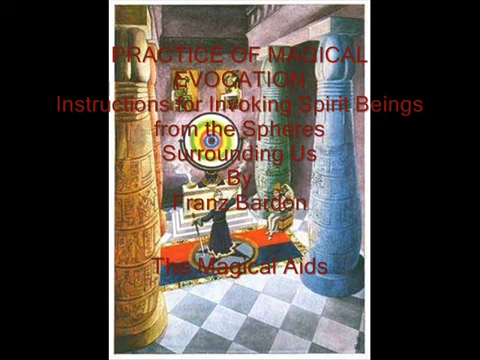 PRACTICE OF MAGICAL
EVOCATION
Instructions for Invoking Spirit Beings
from the Spheres
Surrounding Us
By
Franz Bardon
The Magical Aids